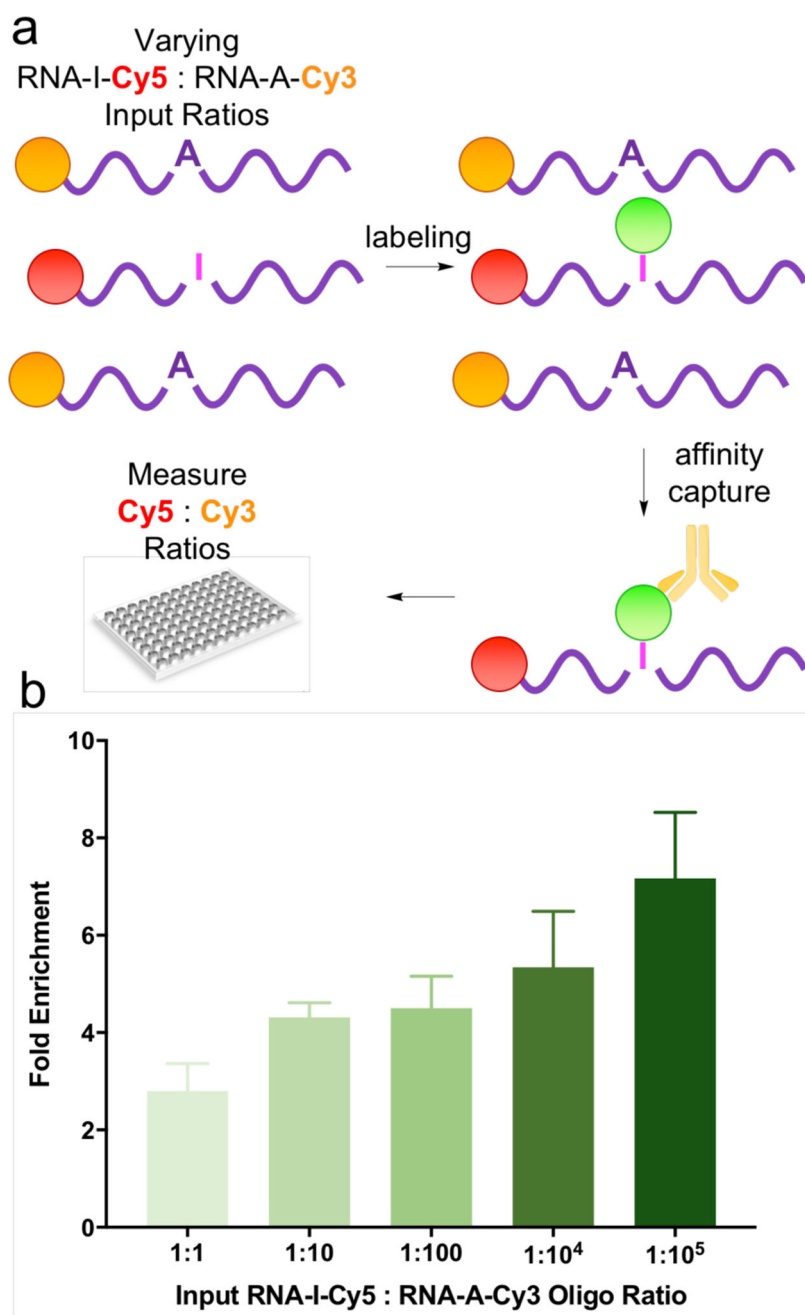 a
Varying
RNA-I-Cy5 : RNA-A-Cy3
Input Ratios
A
A
I
labeling
I
A
A
Measure
Cy5 : Cy3
Ratios
affinity
capture
I
b
10
8
6
4
2
0
Fold Enrichment
1:1 1:10 1:100 1:10⁴ 1:10⁵
Input RNA-I-Cy5 : RNA-A-Cy3 Oligo Ratio